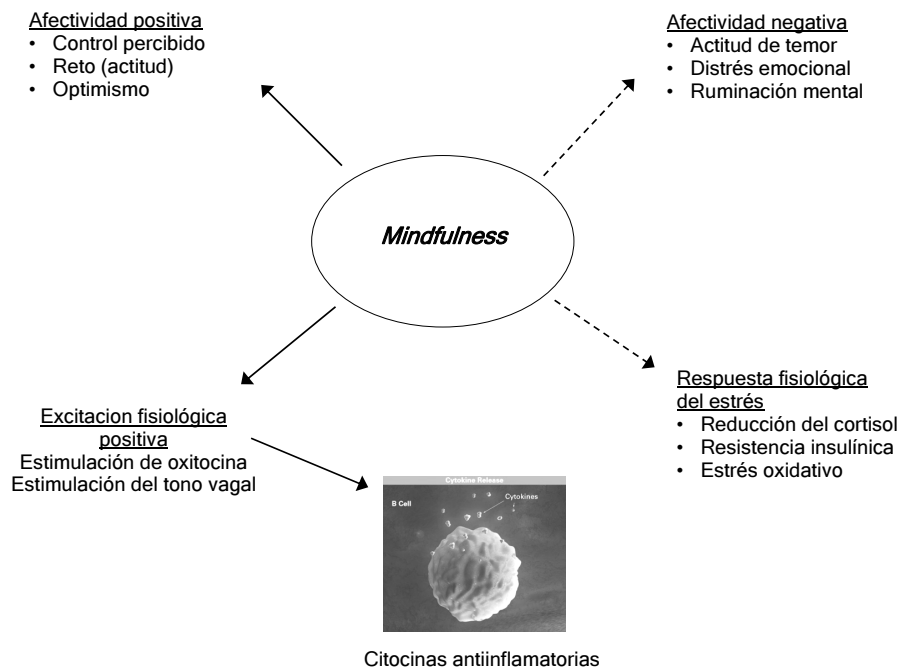 Afectividad positiva
• Control percibido
• Reto (actitud)
• Optimismo
Afectividad negativa
• Actitud de temor
• Distrés emocional
• Ruminación mental
Mindfulness
Excitacion fisiológica
positiva
Estimulación de oxitocina
Estimulación del tono vagal
Respuesta fisiológica
del estrés
• Reducción del cortisol
• Resistencia insulínica
• Estrés oxidativo
Cytokine Release
B Cell
Cytokines
Citocinas antiinflamatorias